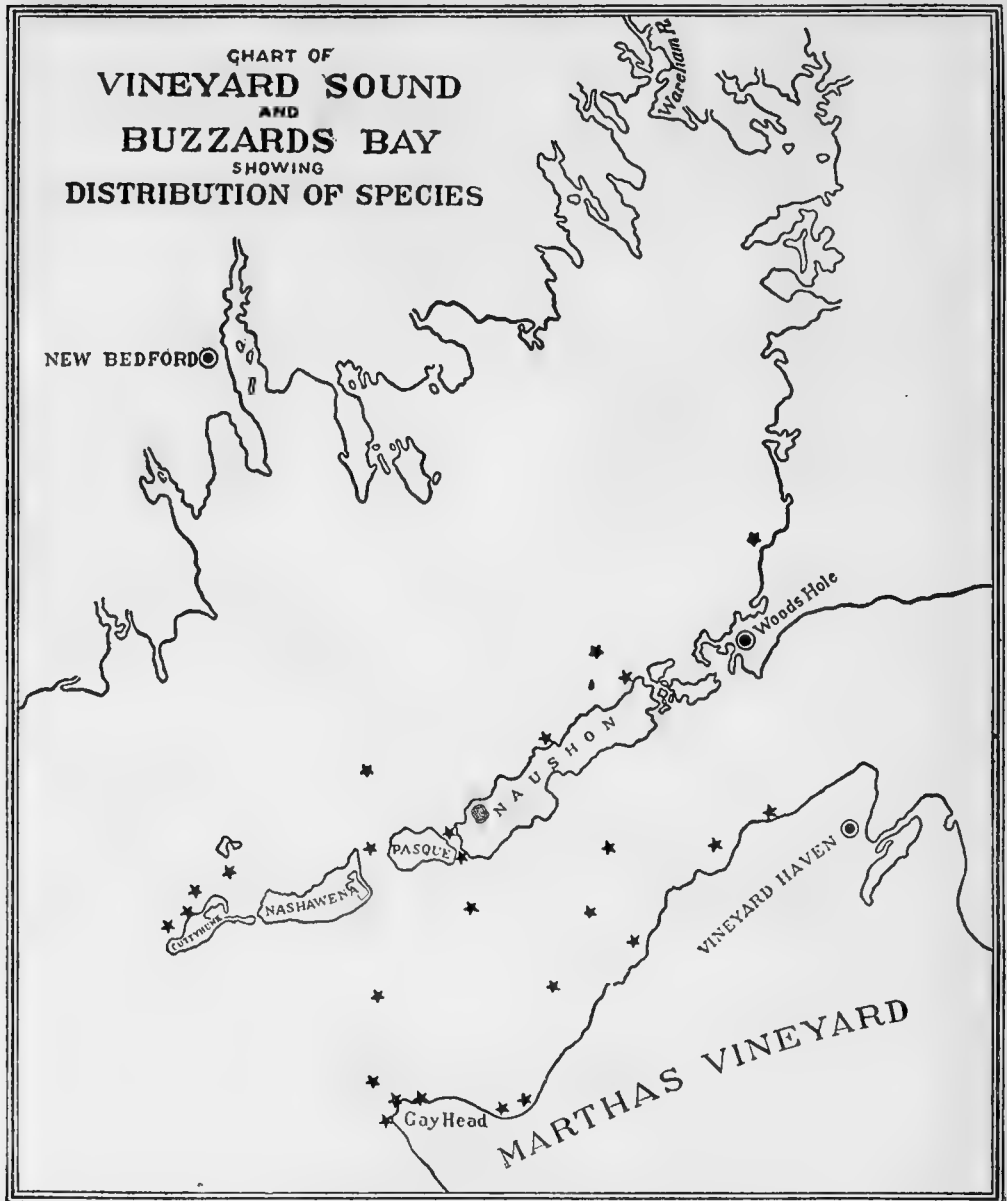 CHART OF
VINEYARD SOUND
AND
BUZZARDS BAY
SHOWING
DISTRIBUTION OF SPECIES
Wareham R.
NEW BEDFORD
Woods Hole
NAUSHON
PASQUE
NASHAWENA
CUTTYHUNK
VINEYARD HAVEN
MARTHAS VINEYARD
Gay Head